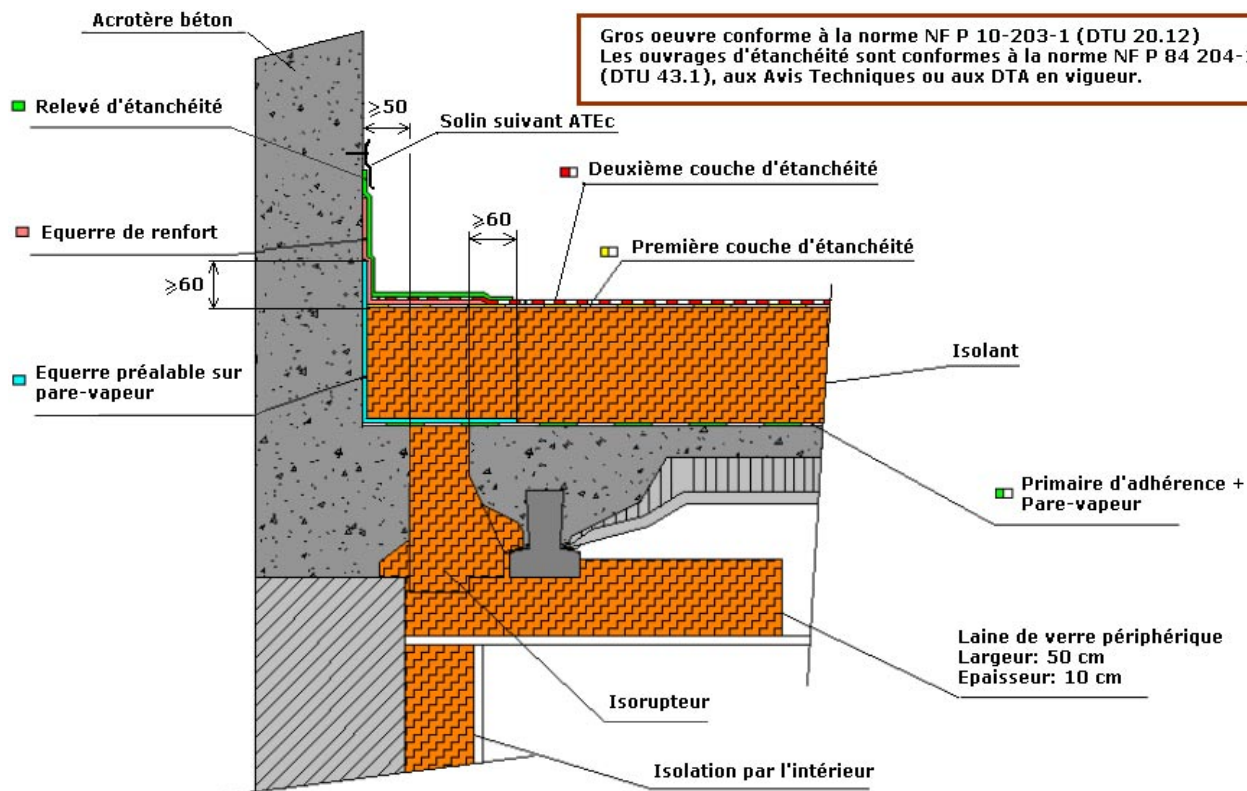 Acrotère béton
Gros oeuvre conforme à la norme NF P 10-203-1 (DTU 20.12)
Les ouvrages d'étanchéité sont conformes à la norme NF P 84 204-
(DTU 43.1), aux Avis Techniques ou aux DTA en vigueur.
Relevé d'étanchéité
≥50
Solin suivant ATEc
Deuxième couche d'étanchéité
≥60
Equerre de renfort
Première couche d'étanchéité
≥60
Isolant
Equerre préalable sur
pare-vapeur
Primaire d'adhérence +
Pare-vapeur
Laine de verre périphérique
Largeur: 50 cm
Epaisseur: 10 cm
Isorupteur
Isolation par l'intérieur